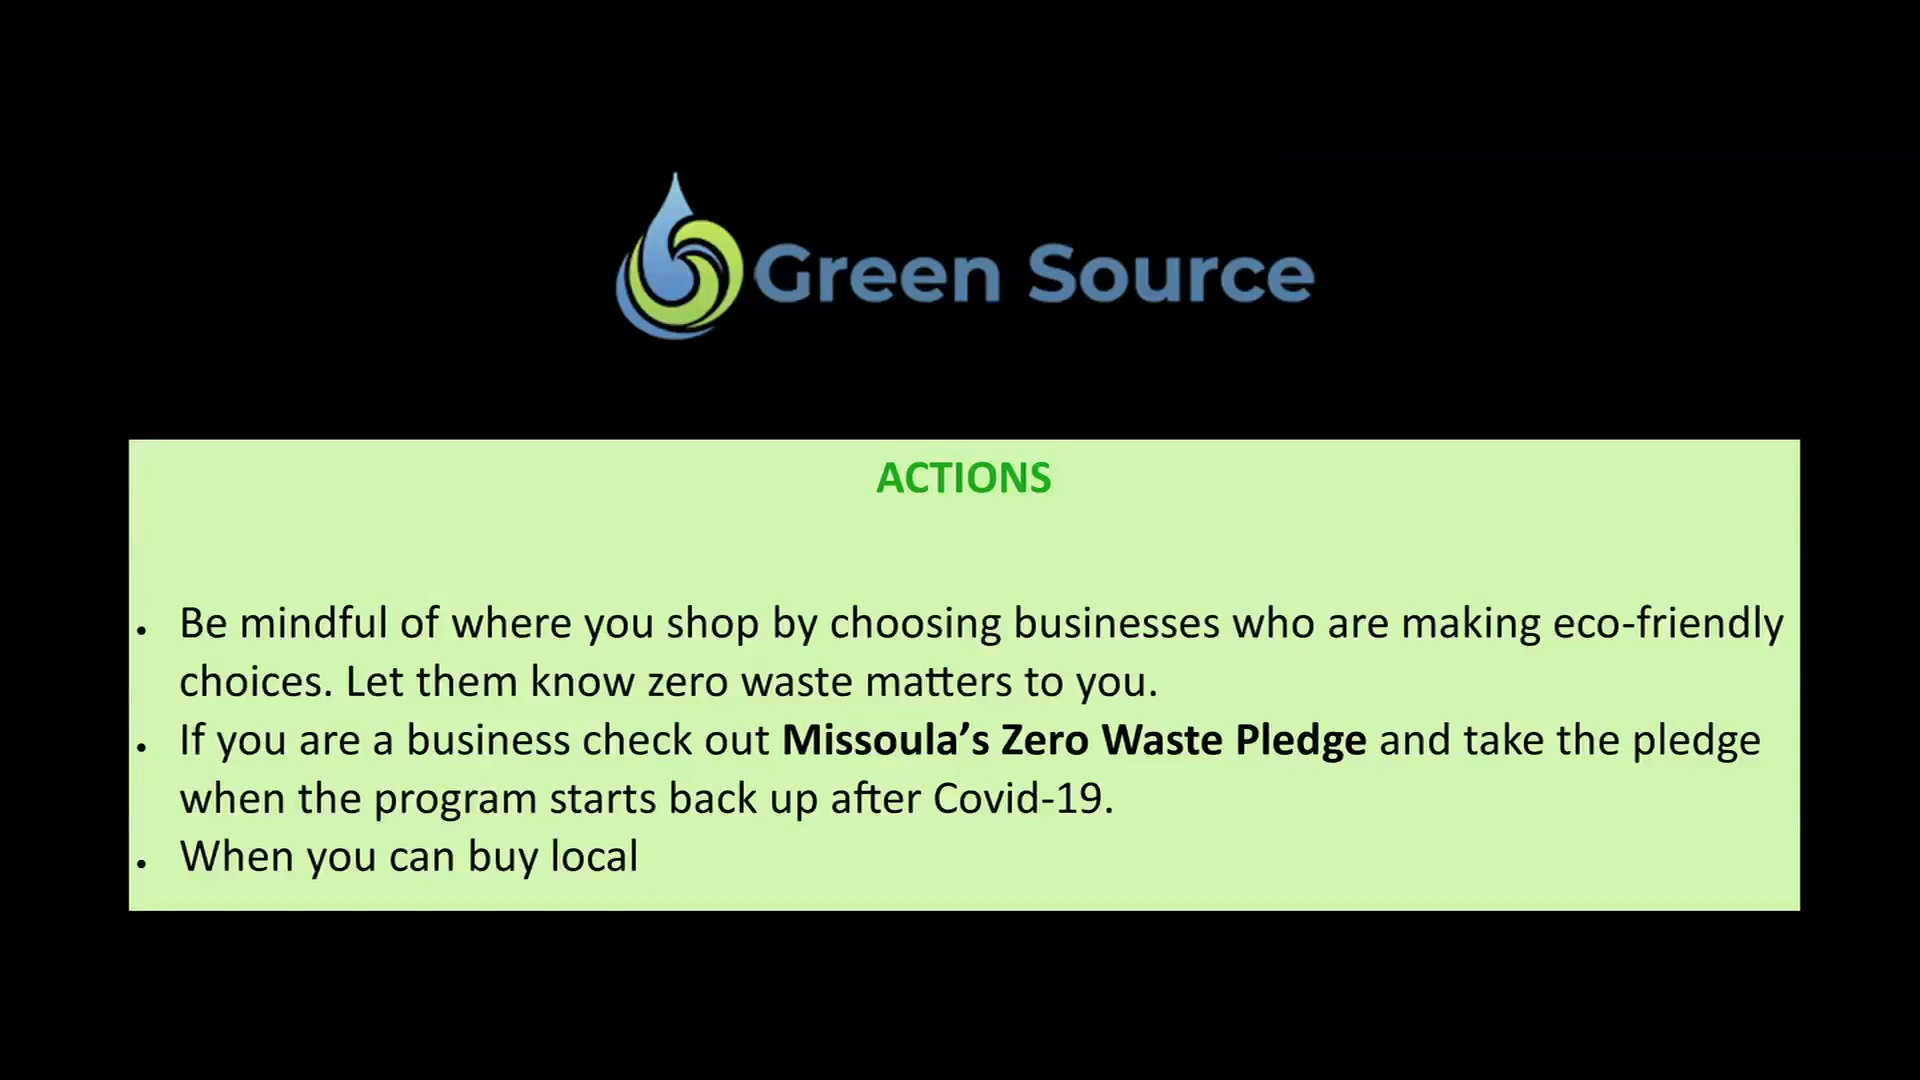 Green Source
ACTIONS
• Be mindful of where you shop by choosing businesses who are making eco-friendly
choices. Let them know zero waste matters to you.
• If you are a business check out Missoula’s Zero Waste Pledge and take the pledge
when the program starts back up after Covid-19.
• When you can buy local